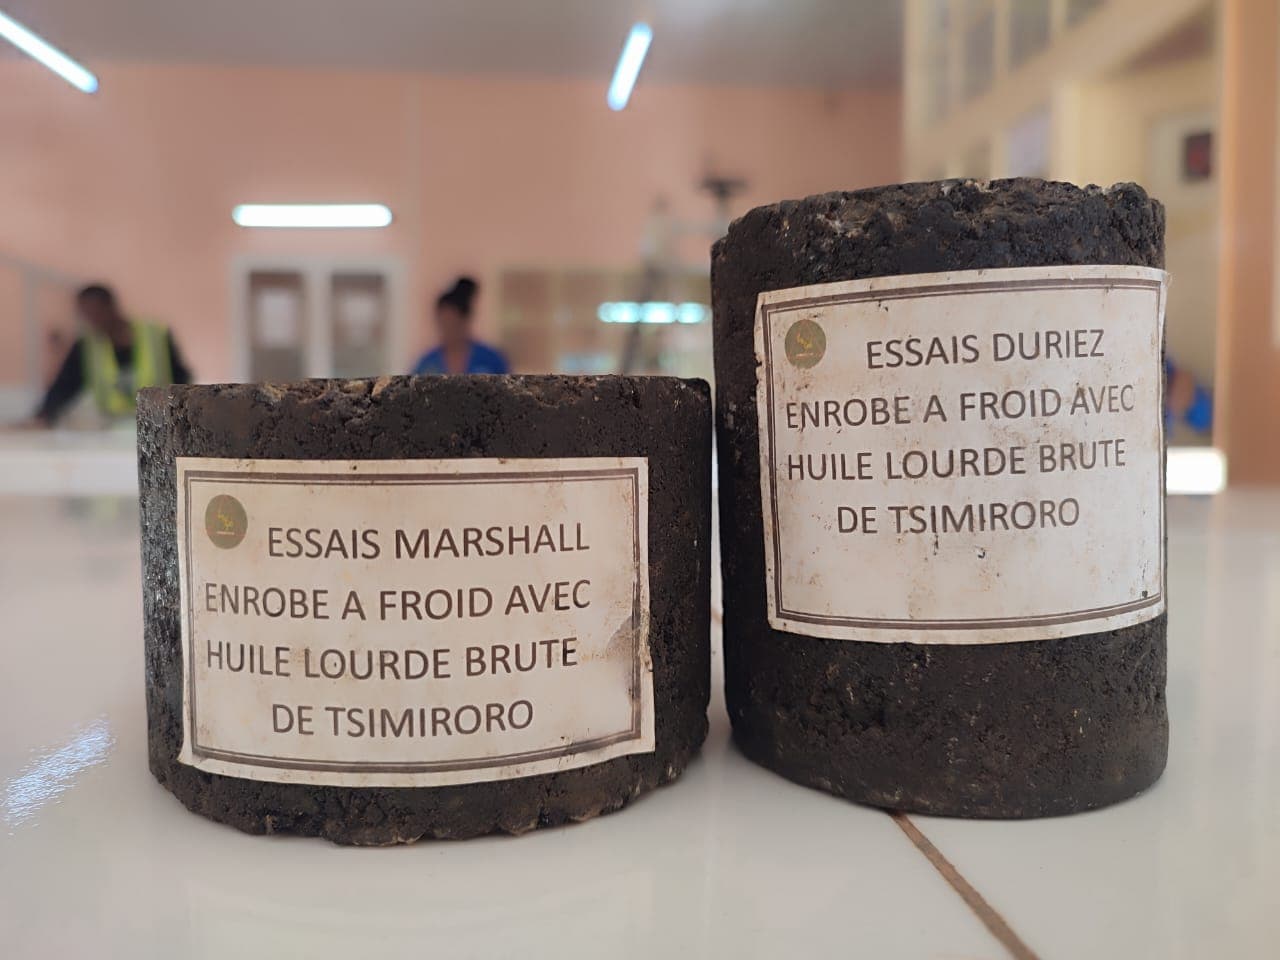 ESSAIS MARSHALL
ENROBE A FROID AVEC
HUILE LOURDE BRUTE
DE TSIMIRORO
ESSAIS DURIEZ
ENROBE A FROID AVEC
HUILE LOURDE BRUTE
DE TSIMIRORO